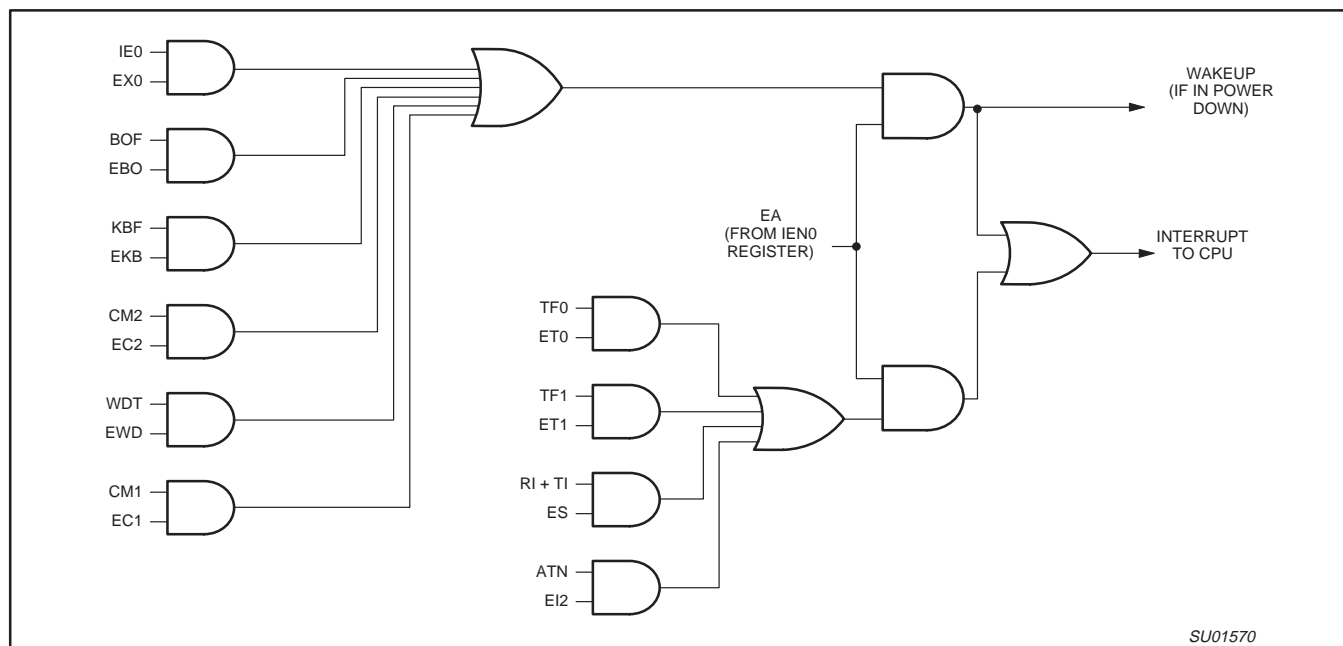 IE0
EX0
BOF
EBO
KBF
EKB
CM2
EC2
WDT
EWD
CM1
EC1
EA
(FROM IEN0
REGISTER)
TF0
ET0
TF1
ET1
RI + TI
ES
ATN
EI2
WAKEUP
(IF IN POWER
DOWN)
INTERRUPT
TO CPU
SU01570